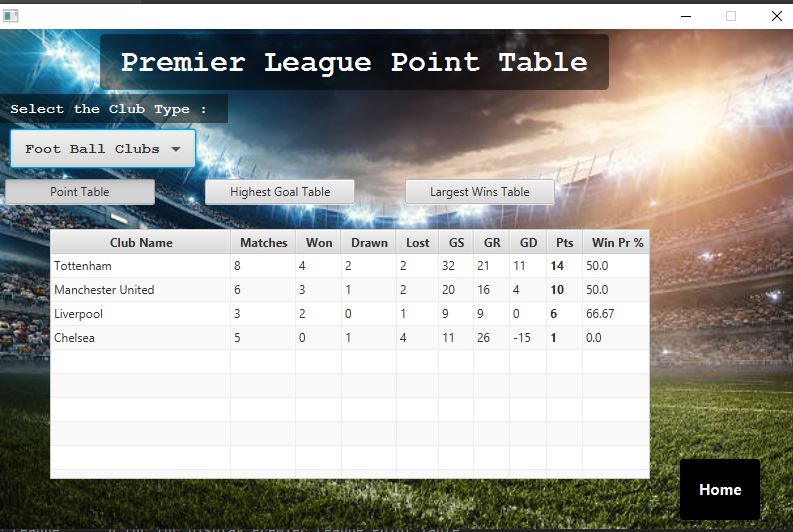 Premier League Point Table
Select the Club Type :
Foot Ball Clubs
Point Table Highest Goal Table Largest Wins Table
Club Name Matches Won Drawn Lost GS GR GD Pts Win Pr %
Tottenham 8 4 2 2 32 21 11 14 50.0
Manchester United 6 3 1 2 20 16 4 10 50.0
Liverpool 3 2 0 1 9 9 0 6 66.67
Chelsea 5 0 1 4 11 26 -15 1 0.0
Home